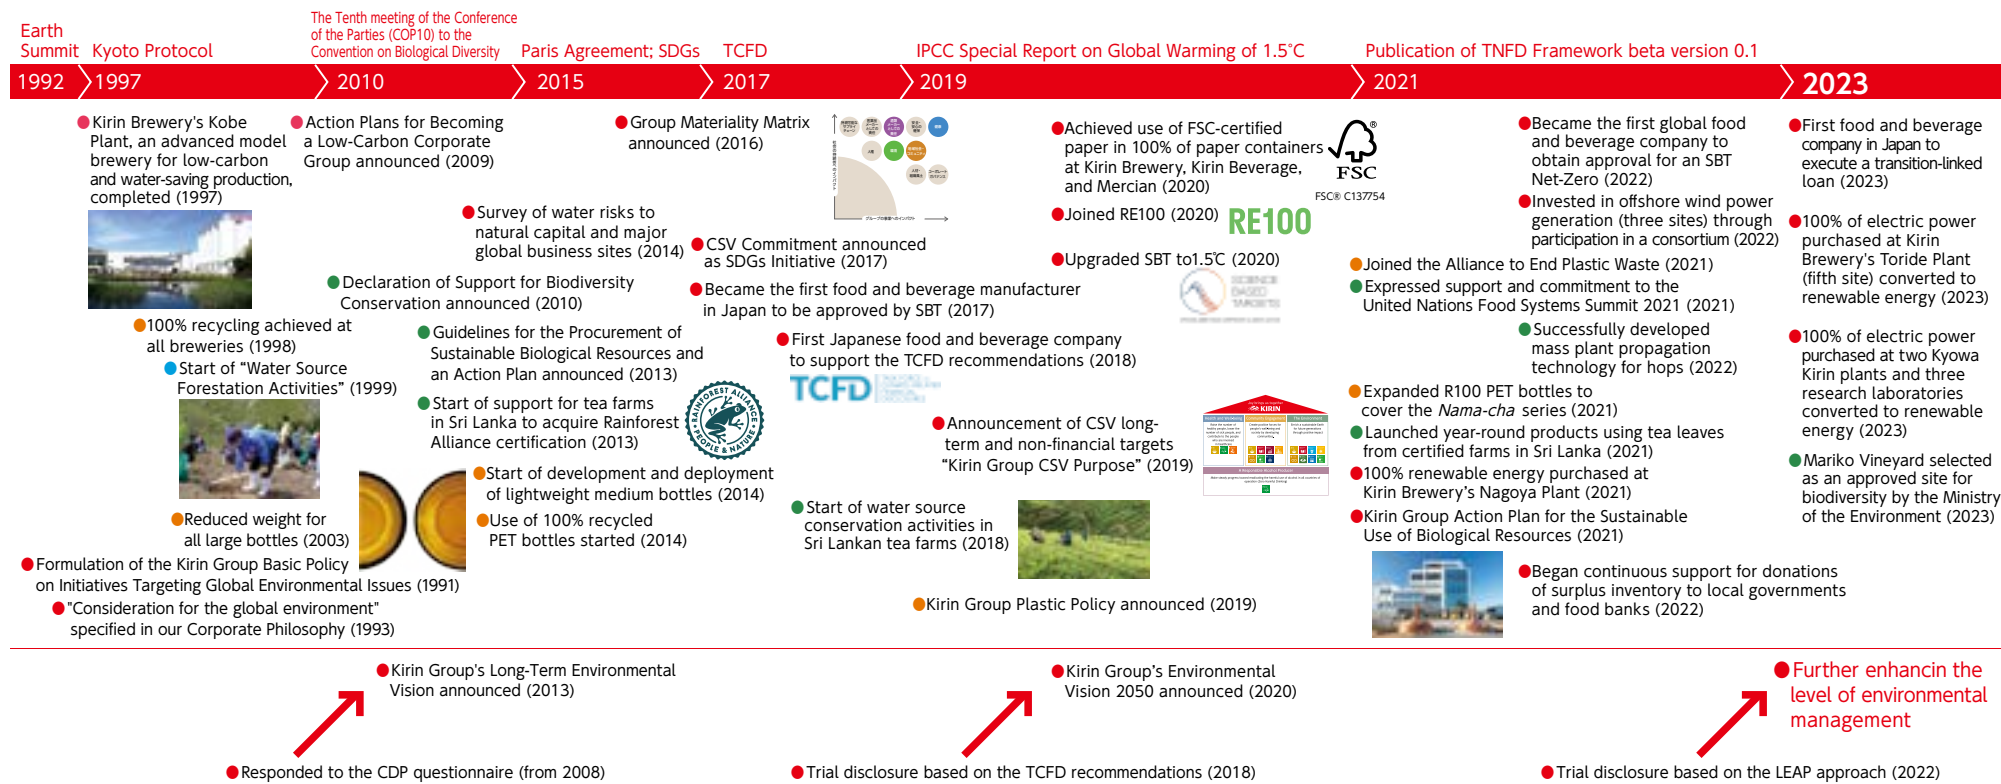 Earth
Summit
Kyoto Protocol
The Tenth meeting of the Conference
of the Parties (COP10) to the
Convention on Biological Diversity
Paris Agreement; SDGs
TCFD
IPCC Special Report on Global Warming of 1.5°C
Publication of TNFD Framework beta version 0.1
1992
1997
2010
2015
2017
2019
2021
2023
Kirin Brewery's Kobe
Plant, an advanced model
brewery for low-carbon
and water-saving production,
completed (1997)
100% recycling achieved at
all breweries (1998)
Start of “Water Source
Forestation Activities” (1999)
Reduced weight for
all large bottles (2003)
Formulation of the Kirin Group Basic Policy
on Initiatives Targeting Global Environmental Issues (1991)
"Consideration for the global environment"
specified in our Corporate Philosophy (1993)
Action Plans for Becoming
a Low-Carbon Corporate
Group announced (2009)
Survey of water risks to
natural capital and major
global business sites (2014)
Declaration of Support for Biodiversity
Conservation announced (2010)
Guidelines for the Procurement of
Sustainable Biological Resources and
an Action Plan announced (2013)
Start of support for tea farms
in Sri Lanka to acquire Rainforest
Alliance certification (2013)
RAINFOREST ALLIANCE
PEOPLE & NATURE
Start of development and deployment
of lightweight medium bottles (2014)
Use of 100% recycled
PET bottles started (2014)
Group Materiality Matrix
announced (2016)
グループの事業へのインパクト
CSV Commitment announced
as SDGs Initiative (2017)
Became the first food and beverage manufacturer
in Japan to be approved by SBT (2017)
First Japanese food and beverage company
to support the TCFD recommendations (2018)
TCFD
Announcement of CSV long-
term and non-financial targets
“Kirin Group CSV Purpose” (2019)
KIRIN
Start of water source
conservation activities in
Sri Lankan tea farms (2018)
Kirin Group Plastic Policy announced (2019)
Achieved use of FSC-certified
paper in 100% of paper containers
at Kirin Brewery, Kirin Beverage,
and Mercian (2020)
®
FSC
FSC® C137754
Joined RE100 (2020)
RE100
Upgraded SBT to1.5℃ (2020)
SCIENCE
BASED
TARGETS
Became the first global food
and beverage company to
obtain approval for an SBT
Net-Zero (2022)
Invested in offshore wind power
generation (three sites) through
participation in a consortium (2022)
Joined the Alliance to End Plastic Waste (2021)
Expressed support and commitment to the
United Nations Food Systems Summit 2021 (2021)
Successfully developed
mass plant propagation
technology for hops (2022)
Expanded R100 PET bottles to
cover the Nama-cha series (2021)
Launched year-round products using tea leaves
from certified farms in Sri Lanka (2021)
100% renewable energy purchased at
Kirin Brewery’s Nagoya Plant (2021)
Kirin Group Action Plan for the Sustainable
Use of Biological Resources (2021)
Began continuous support for donations
of surplus inventory to local governments
and food banks (2022)
First food and beverage
company in Japan to
execute a transition-linked
loan (2023)
100% of electric power
purchased at Kirin
Brewery's Toride Plant
(fifth site) converted to
renewable energy (2023)
100% of electric power
purchased at two Kyowa
Kirin plants and three
research laboratories
converted to renewable
energy (2023)
Mariko Vineyard selected
as an approved site for
biodiversity by the Ministry
of the Environment (2023)
Kirin Group's Long-Term Environmental
Vision announced (2013)
Responded to the CDP questionnaire (from 2008)
Kirin Group’s Environmental
Vision 2050 announced (2020)
Trial disclosure based on the TCFD recommendations (2018)
Further enhancin the
level of environmental
management
Trial disclosure based on the LEAP approach (2022)